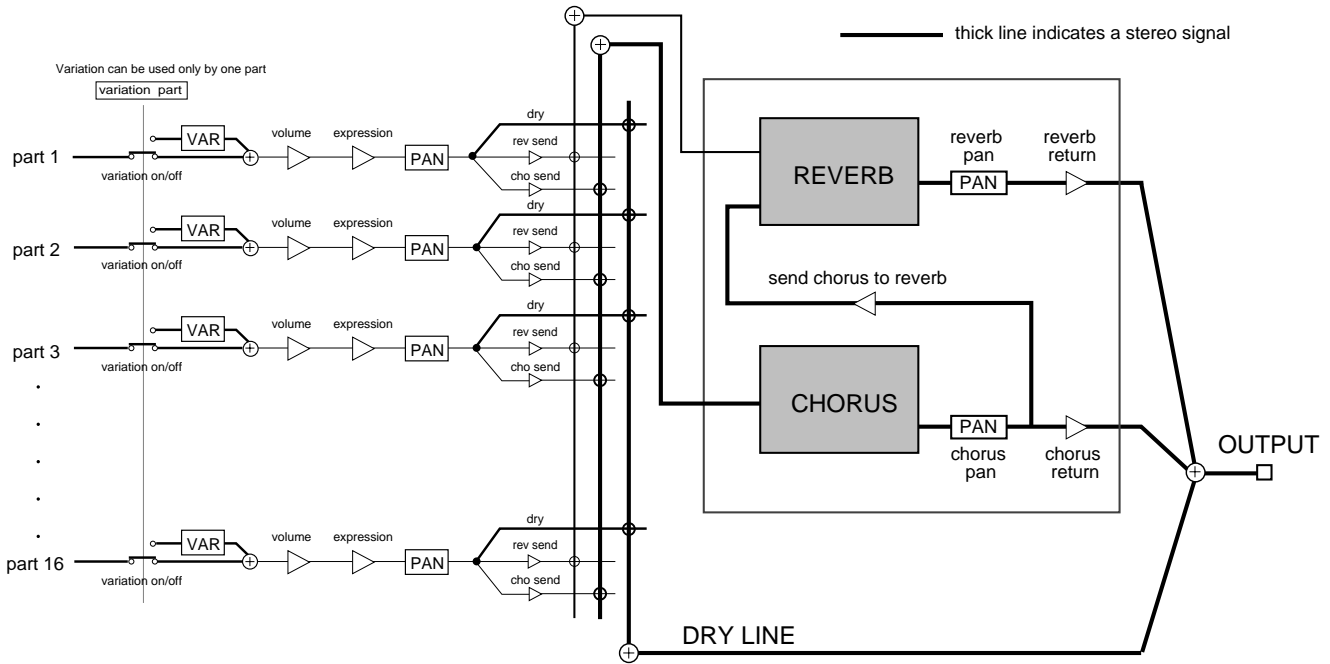 thick line indicates a stereo signal
Variation can be used only by one part
variation part
part 1
variation on/off
VAR
volume
expression
PAN
dry
rev send
cho send
part 2
variation on/off
VAR
volume
expression
PAN
dry
rev send
cho send
part 3
variation on/off
VAR
volume
expression
PAN
dry
rev send
cho send
part 16
variation on/off
VAR
volume
expression
PAN
dry
rev send
cho send
REVERB
reverb
pan
PAN
reverb
return
send chorus to reverb
CHORUS
PAN
chorus
pan
chorus
return
OUTPUT
DRY LINE